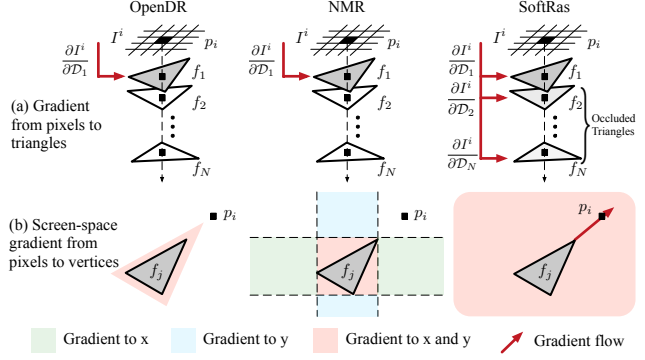 OpenDR NMR SoftRas
I^i p_i I^i p_i I^i p_i
∂I^i/∂D_1 f_1 ∂I^i/∂D_1 f_1 ∂I^i/∂D_1 f_1
f_2 f_2 ∂I^i/∂D_2 f_2
(a) Gradient
from pixels to
triangles
Occluded
Triangles
f_N f_N ∂I^i/∂D_N f_N
(b) Screen-space
gradient from
pixels to vertices
p_i p_i p_i
f_j f_j f_j
Gradient to x Gradient to y Gradient to x and y Gradient flow